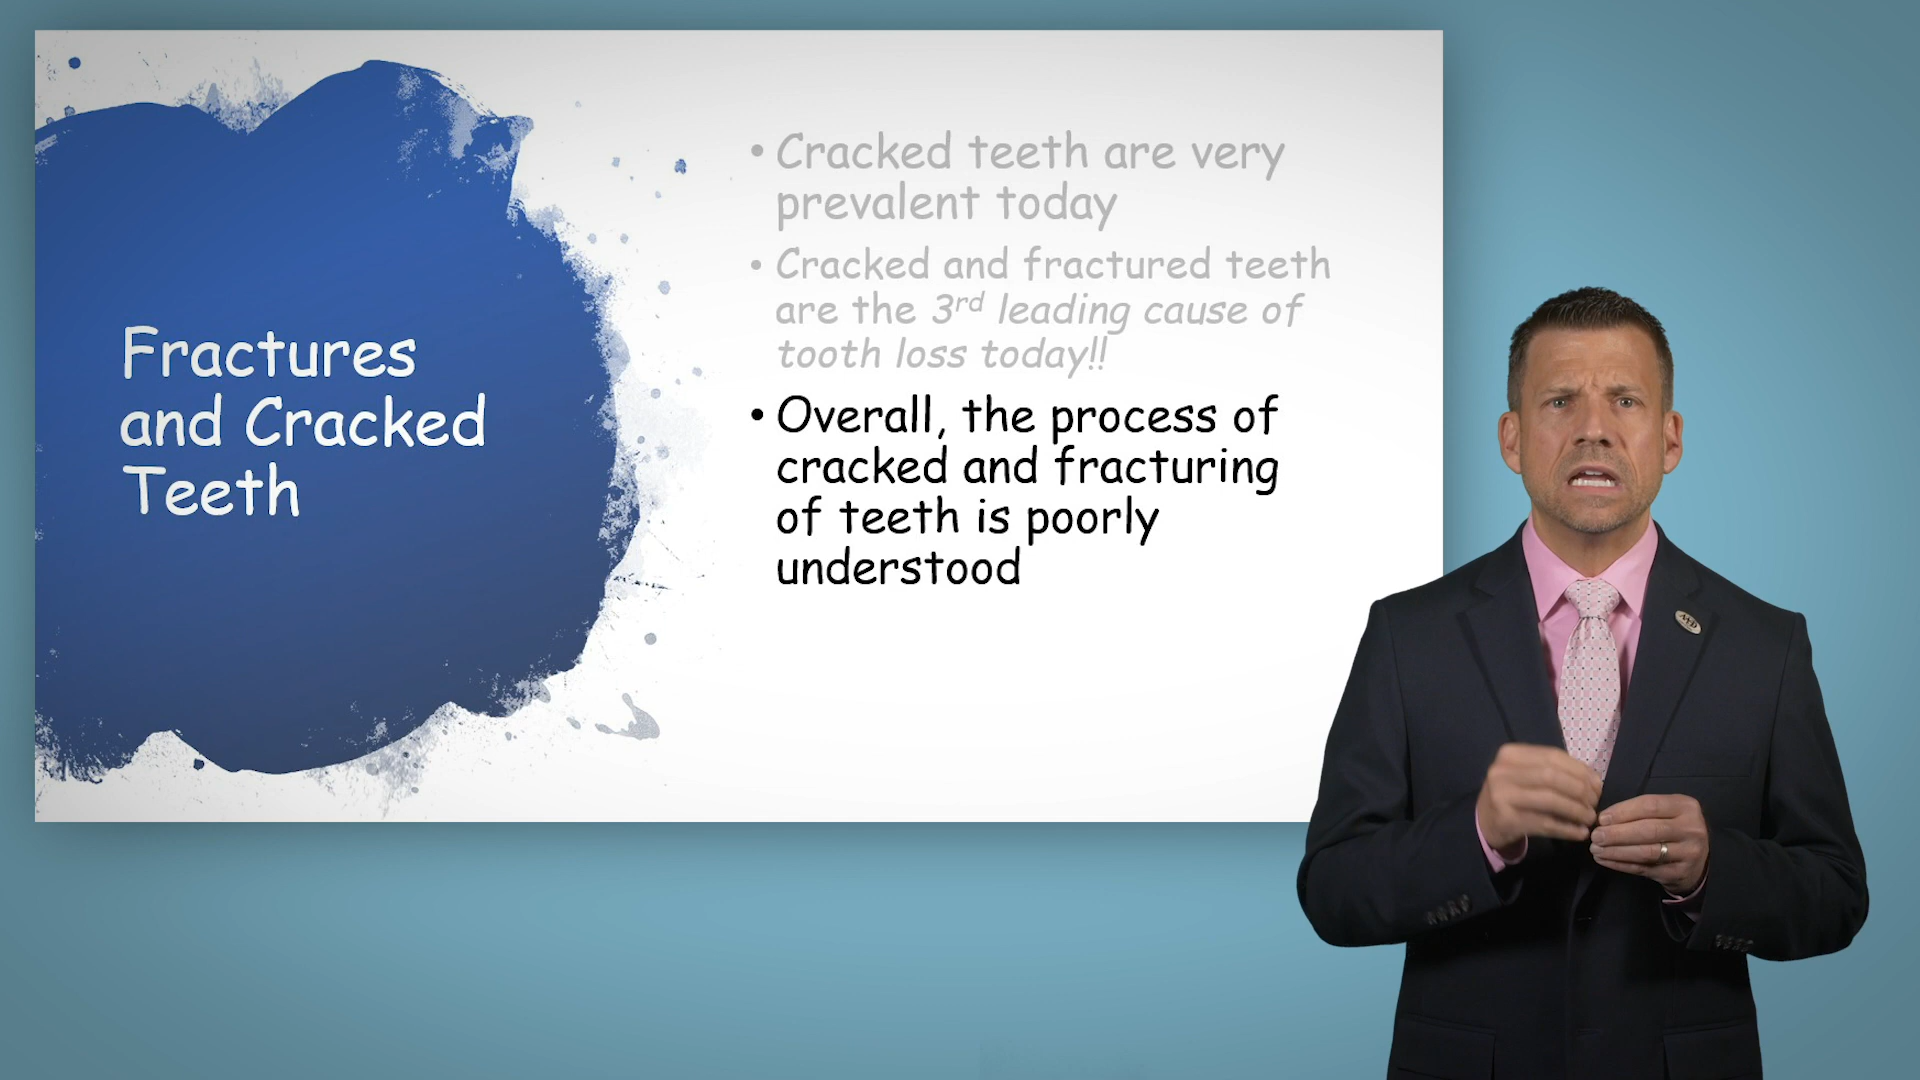 Fractures
and Cracked
Teeth
• Cracked teeth are very
prevalent today
• Cracked and fractured teeth
are the 3rd leading cause of
tooth loss today!!
• Overall, the process of
cracked and fracturing
of teeth is poorly
understood